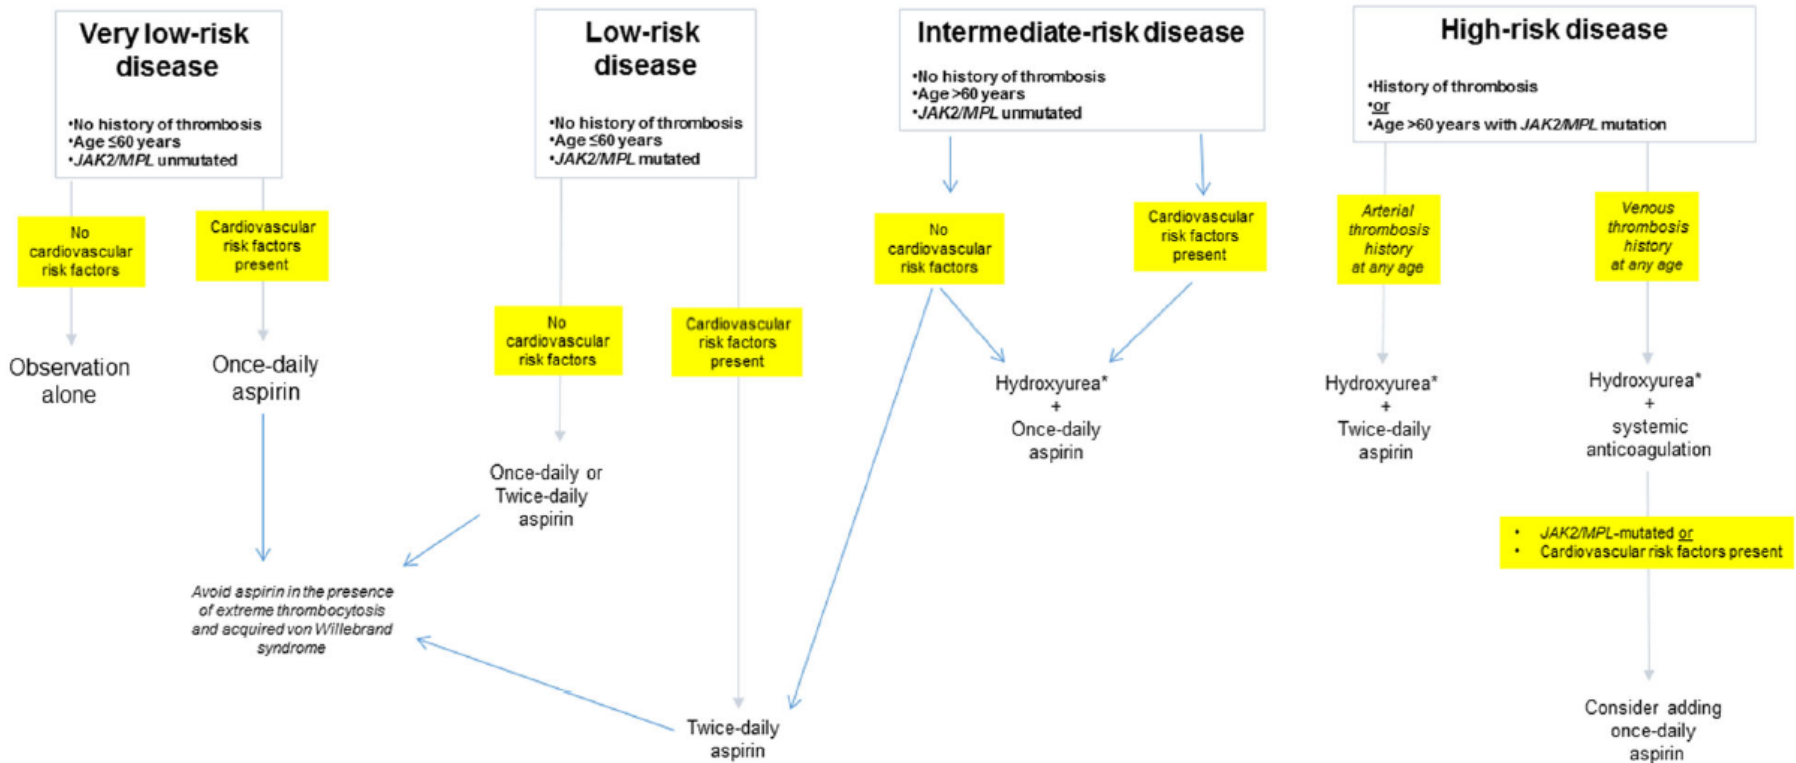 Very low-risk
disease
•No history of thrombosis
•Age ≤60 years
•JAK2/MPL unmutated
No
cardiovascular
risk factors
Cardiovascular
risk factors
present
Observation
alone
Once-daily
aspirin
Avoid aspirin in the presence
of extreme thrombocytosis
and acquired von Willebrand
syndrome
Low-risk
disease
•No history of thrombosis
•Age ≤60 years
•JAK2/MPL mutated
No
cardiovascular
risk factors
Cardiovascular
risk factors
present
Once-daily or
Twice-daily
aspirin
Twice-daily
aspirin
Intermediate-risk disease
•No history of thrombosis
•Age >60 years
•JAK2/MPL unmutated
No
cardiovascular
risk factors
Cardiovascular
risk factors
present
Hydroxyurea*
+
Once-daily
aspirin
High-risk disease
•History of thrombosis
•or
•Age >60 years with JAK2/MPL mutation
Arterial
thrombosis
history
at any age
Venous
thrombosis
history
at any age
Hydroxyurea*
+
Twice-daily
aspirin
Hydroxyurea*
+
systemic
anticoagulation
• JAK2/MPL-mutated or
• Cardiovascular risk factors present
Consider adding
once-daily
aspirin